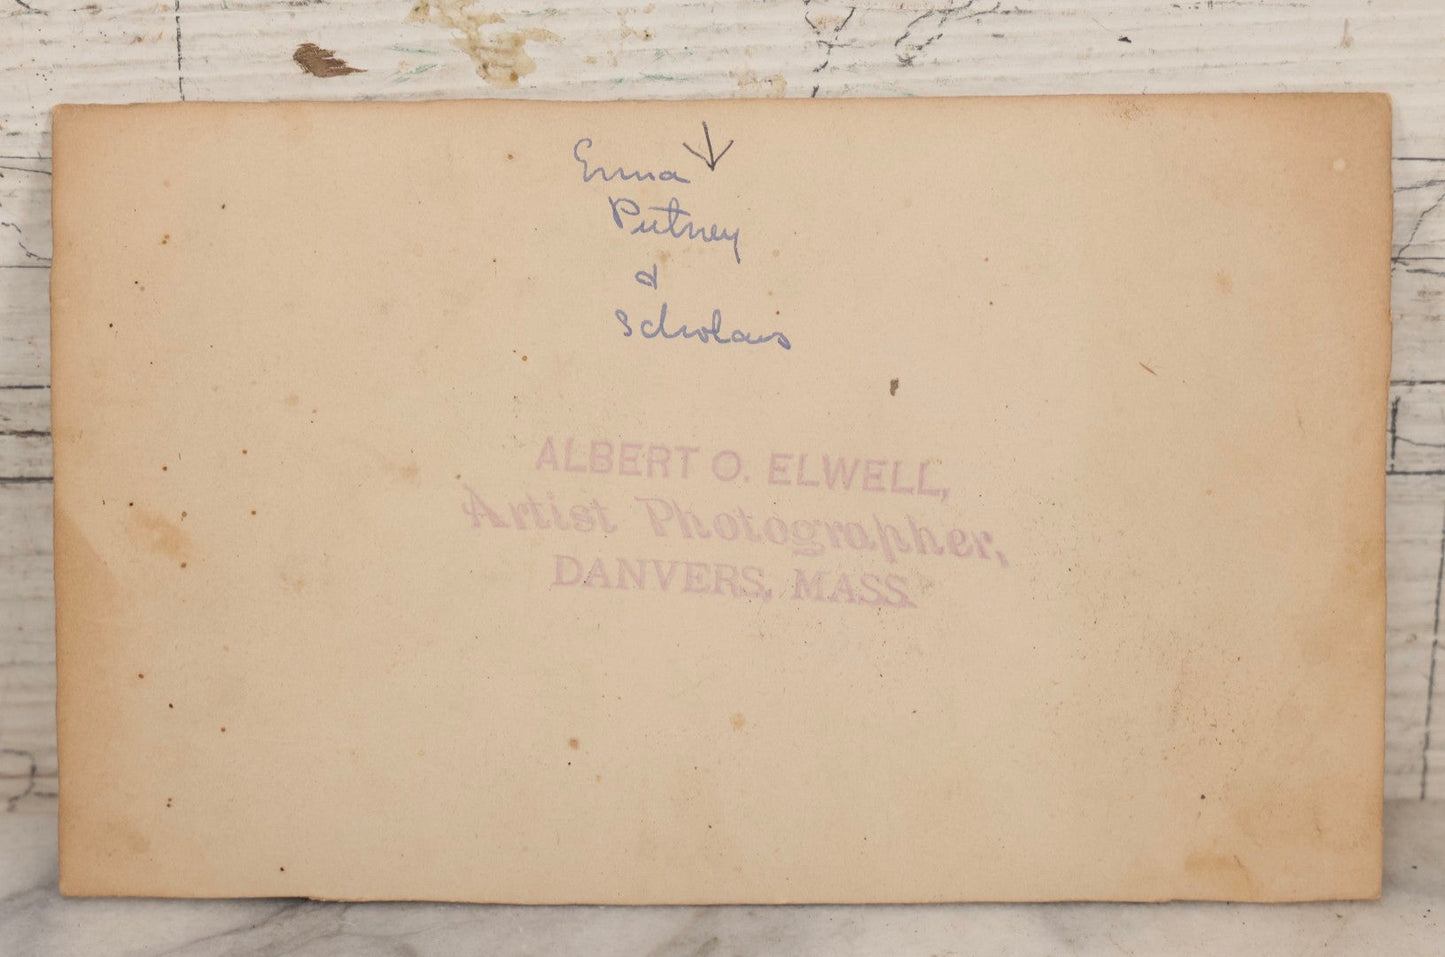 Emma
Putney
&
Scholars
ALBERT O. ELWELL,
Artist Photographer,
DANVERS, MASS.